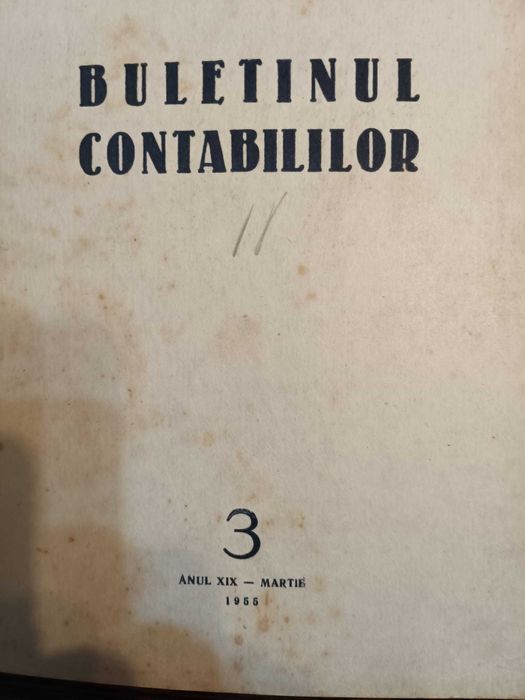 BULETINUL
CONTABILILOR
11
3
ANUL XIX — MARTIE
1955